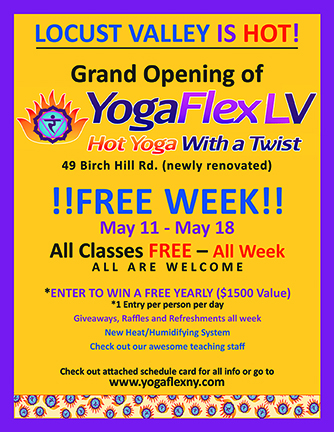 LOCUST VALLEY IS HOT!
Grand Opening of
YogaFlex LV
Hot Yoga With a Twist
49 Birch Hill Rd. (newly renovated)
!!FREE WEEK!!
May 11 - May 18
All Classes FREE – All Week
ALL ARE WELCOME
*ENTER TO WIN A FREE YEARLY ($1500 Value)
*1 Entry per person per day
Giveaways, Raffles and Refreshments all week
New Heat/Humidifying System
Check out our awesome teaching staff
Check out attached schedule card for all info or go to
www.yogaflexny.com